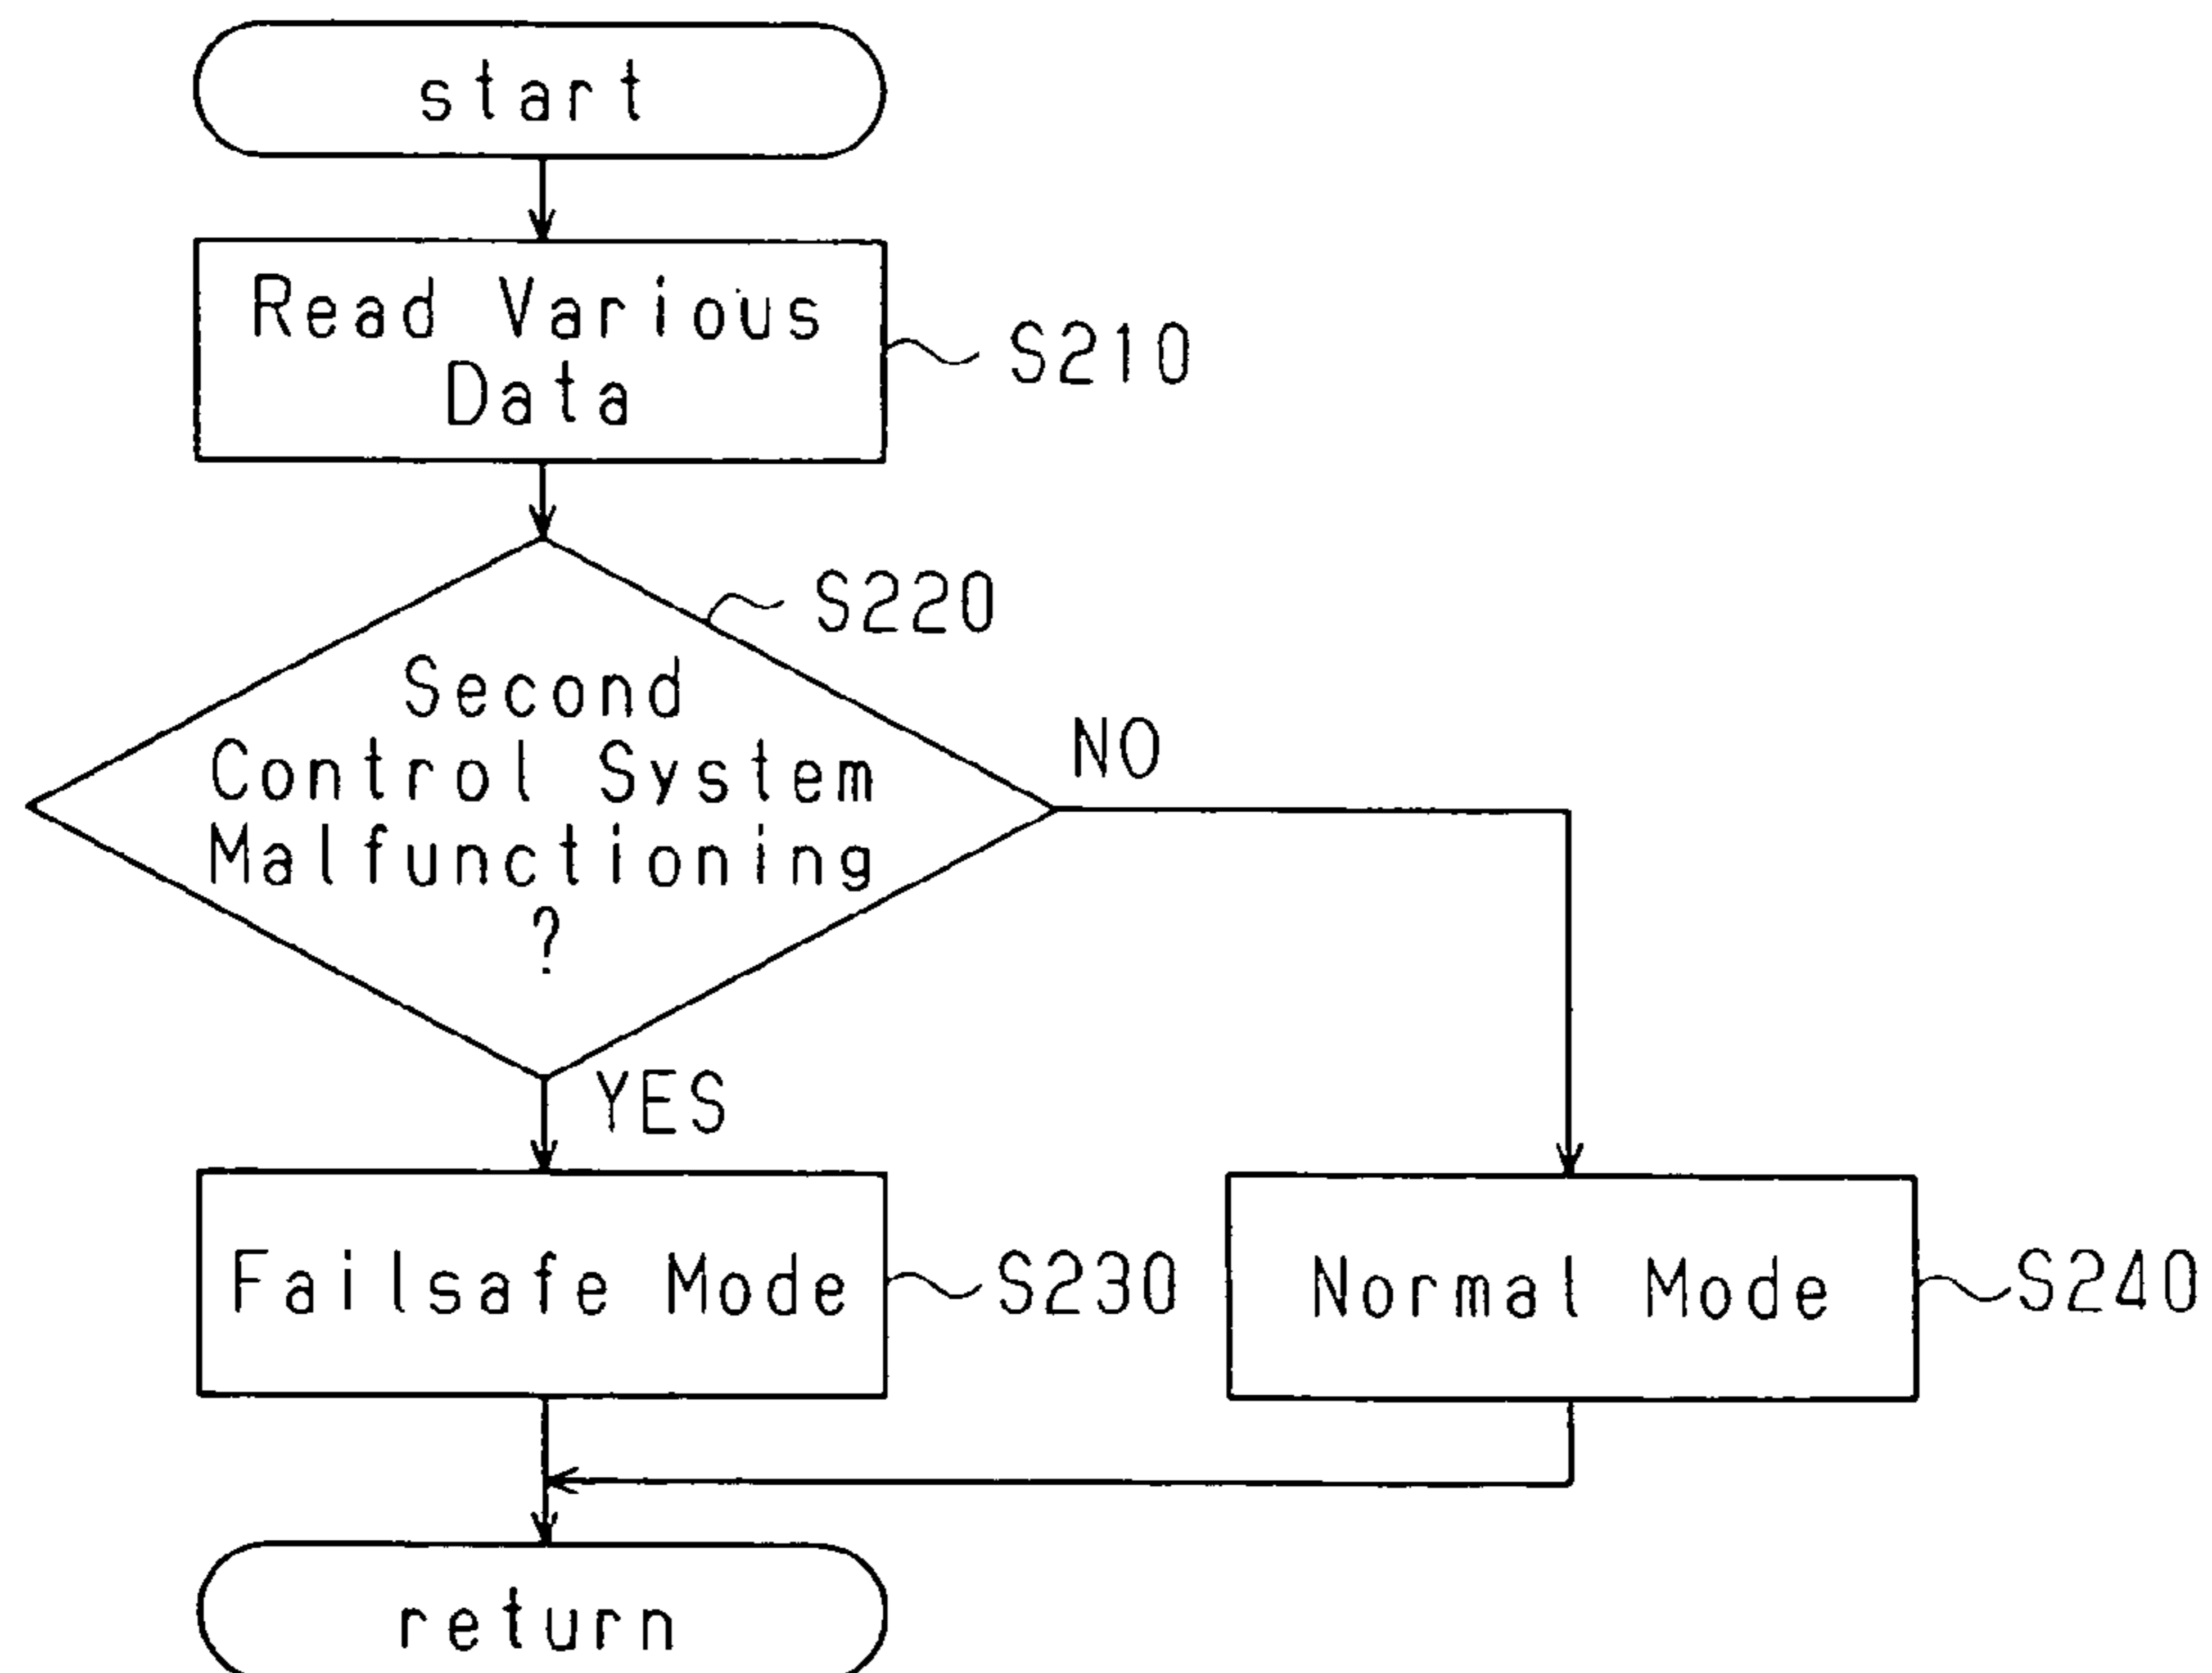 start
Read Various
Data
S210
S220
Second
Control System
Malfunctioning
?
NO
YES
Failsafe Mode
S230
Normal Mode
S240
return